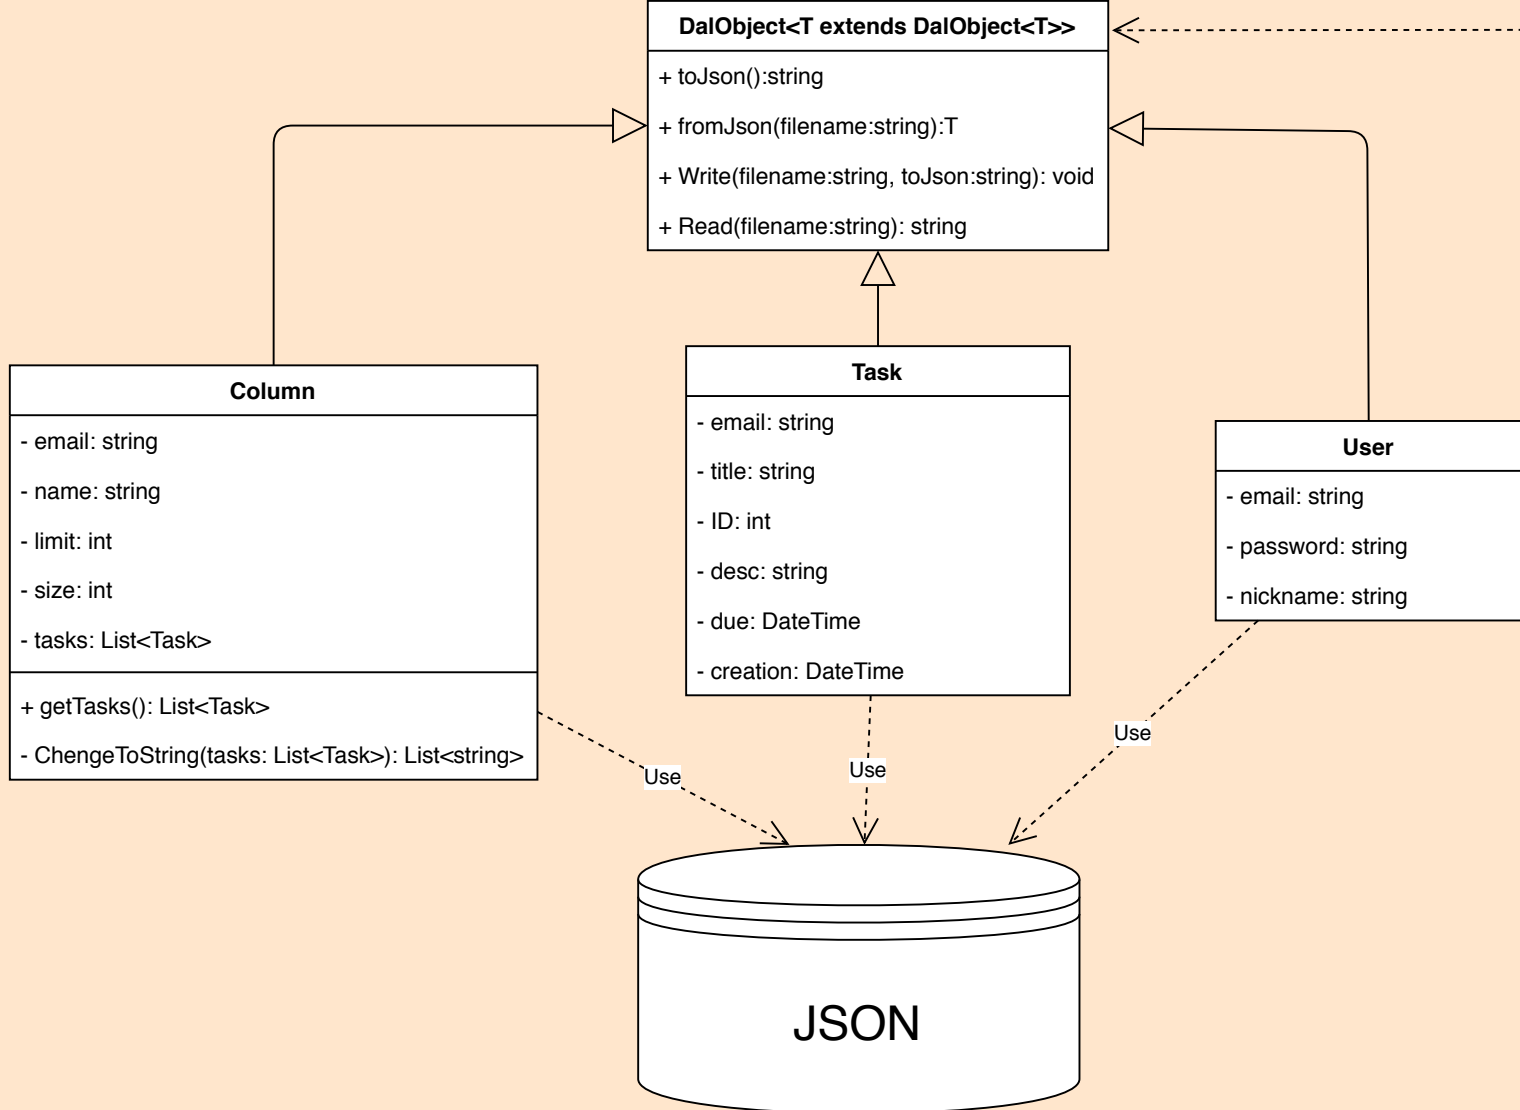 DalObject<T extends DalObject<T>>
+ toJson():string
+ fromJson(filename:string):T
+ Write(filename:string, toJson:string): void
+ Read(filename:string): string
Column
- email: string
- name: string
- limit: int
- size: int
- tasks: List<Task>
+ getTasks(): List<Task>
- ChengeToString(tasks: List<Task>): List<string>
Task
- email: string
- title: string
- ID: int
- desc: string
- due: DateTime
- creation: DateTime
User
- email: string
- password: string
- nickname: string
Use
Use
Use
JSON